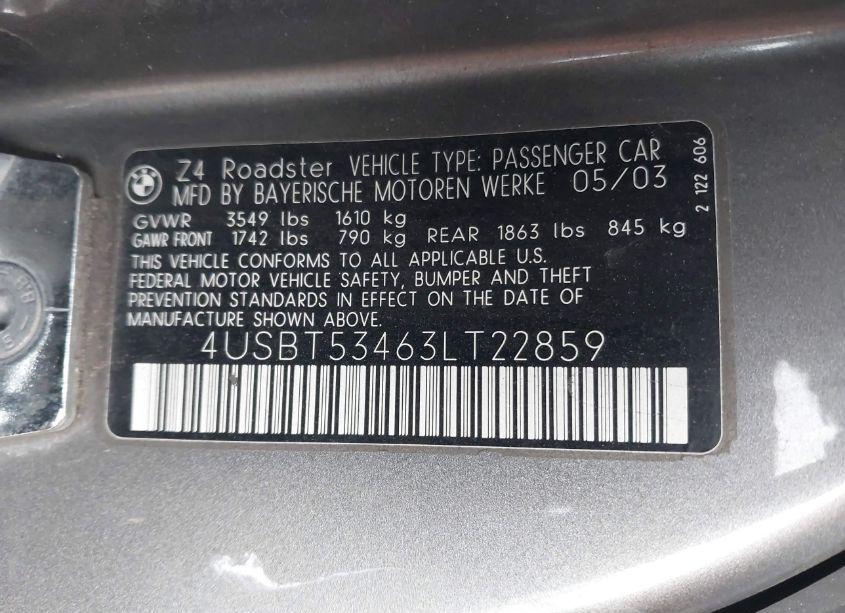 Z4 Roadster VEHICLE TYPE: PASSENGER CAR
MFD BY BAYERISCHE MOTOREN WERKE 05/03
GVWR 3549 lbs 1610 kg
GAWR FRONT 1742 lbs 790 kg REAR 1863 lbs 845 kg
THIS VEHICLE CONFORMS TO ALL APPLICABLE U.S.
FEDERAL MOTOR VEHICLE SAFETY, BUMPER AND THEFT
PREVENTION STANDARDS IN EFFECT ON THE DATE OF
MANUFACTURE SHOWN ABOVE.
4USBT53463LT22859
2 122 606